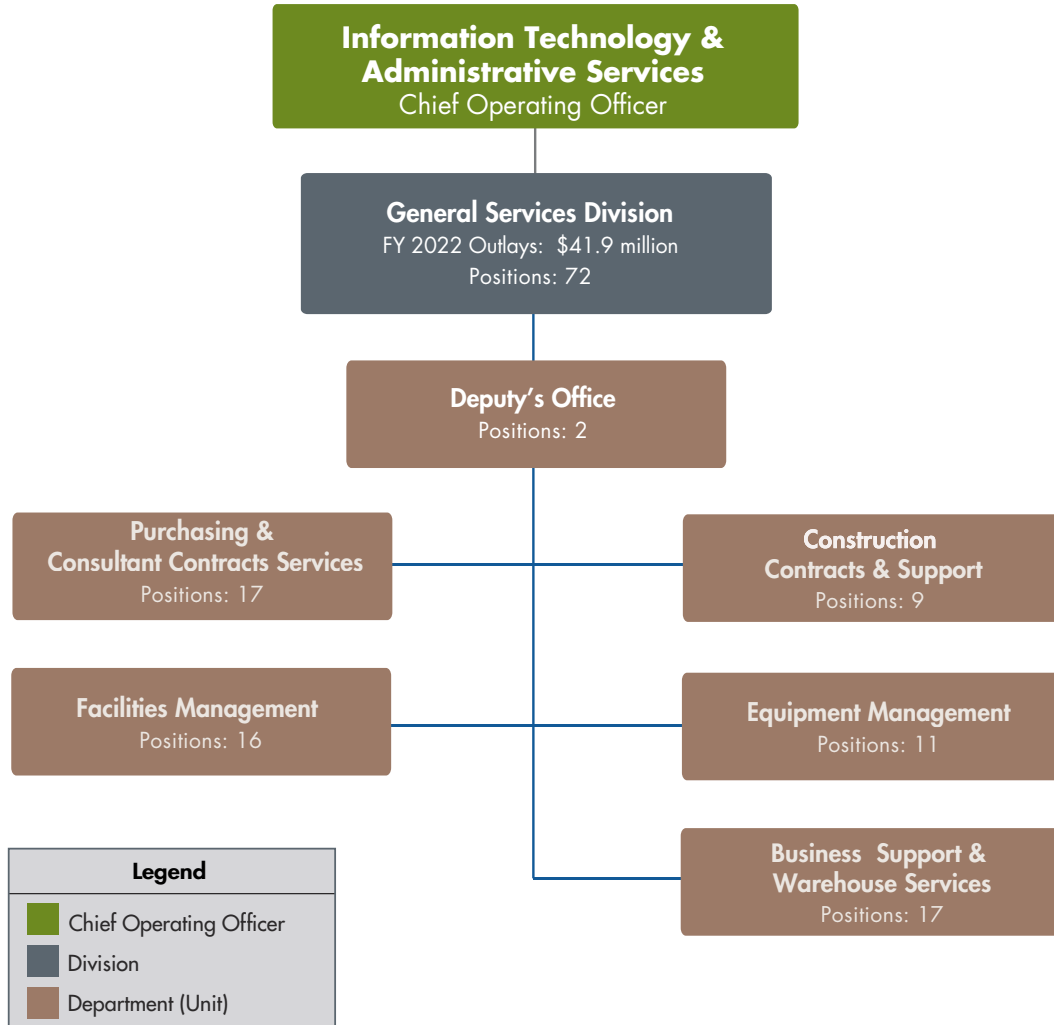 Information Technology &
Administrative Services
Chief Operating Officer
General Services Division
FY 2022 Outlays: $41.9 million
Positions: 72
Deputy’s Office
Positions: 2
Purchasing &
Consultant Contracts Services
Positions: 17
Construction
Contracts & Support
Positions: 9
Facilities Management
Positions: 16
Equipment Management
Positions: 11
Business Support &
Warehouse Services
Positions: 17
Legend
Chief Operating Officer
Division
Department (Unit)